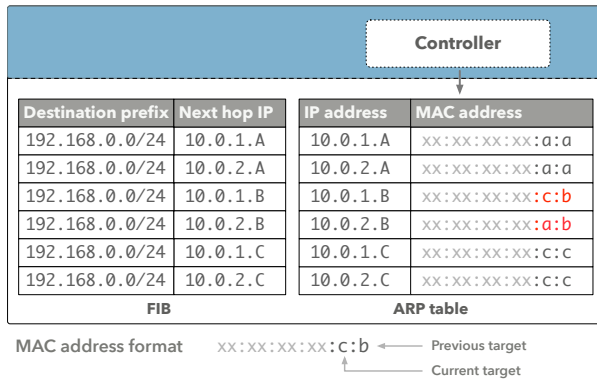 Controller
Destination prefix Next hop IP IP address MAC address
192.168.0.0/24 10.0.1.A 10.0.1.A xx:xx:xx:xx:a:a
192.168.0.0/24 10.0.2.A 10.0.2.A xx:xx:xx:xx:a:a
192.168.0.0/24 10.0.1.B 10.0.1.B xx:xx:xx:xx:c:b
192.168.0.0/24 10.0.2.B 10.0.2.B xx:xx:xx:xx:a:b
192.168.0.0/24 10.0.1.C 10.0.1.C xx:xx:xx:xx:c:c
192.168.0.0/24 10.0.2.C 10.0.2.C xx:xx:xx:xx:c:c
FIB ARP table
MAC address format xx:xx:xx:xx:c:b Previous target
Current target